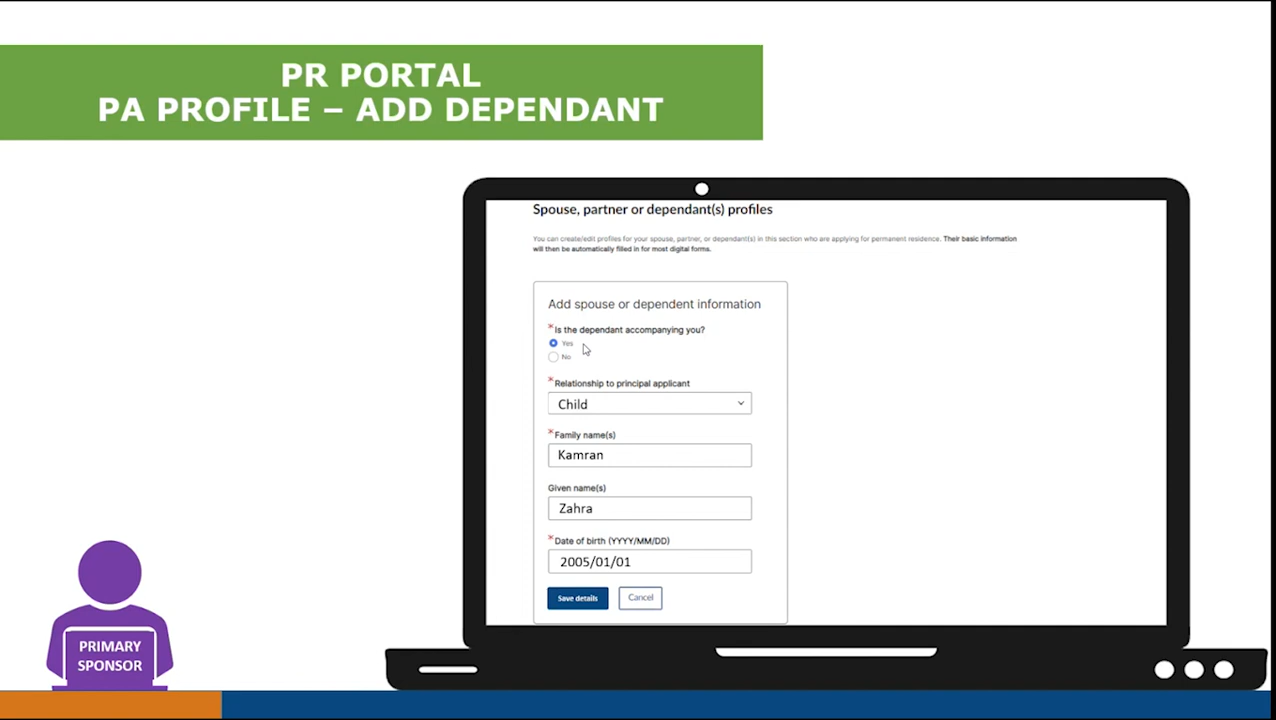 PR PORTAL
PA PROFILE – ADD DEPENDANT
Spouse, partner or dependant(s) profiles
You can create/edit profiles for your spouse, partner, or dependant(s) in this section who are applying for permanent residence. Their basic information
will then be automatically filled in for most digital forms.
Add spouse or dependent information
* Is the dependant accompanying you?
Yes
No
* Relationship to principal applicant
Child
* Family name(s)
Kamran
Given name(s)
Zahra
* Date of birth (YYYY/MM/DD)
2005/01/01
Save details Cancel
PRIMARY
SPONSOR